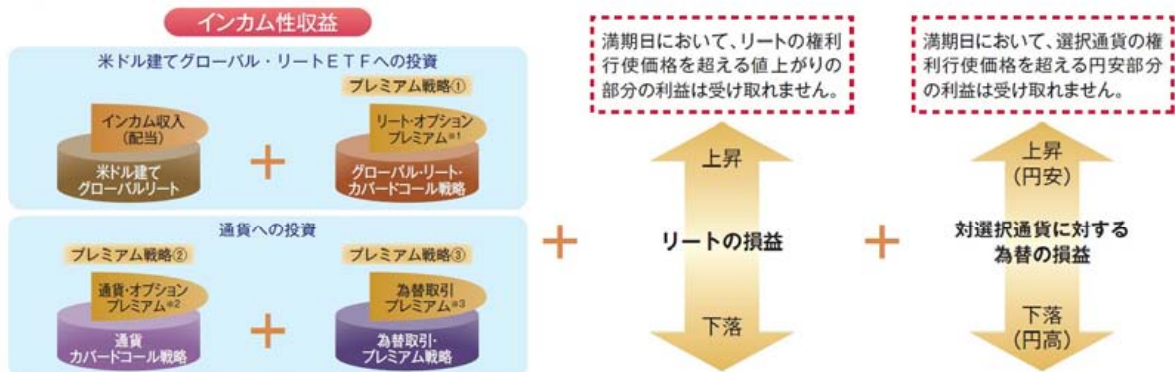 インカム性収益
米ドル建てグローバル・リートETFへの投資
インカム収入
(配当)
米ドル建て
グローバルリート
+
プレミアム戦略①
リート・オプション
プレミアム※1
グローバル・リート・
カバードコール戦略
通貨への投資
プレミアム戦略②
通貨・オプション
プレミアム※2
通貨
カバードコール戦略
+
プレミアム戦略③
為替取引
プレミアム※3
為替取引・
プレミアム戦略
+
満期日において、リートの権利
行使価格を超える値上がりの
部分の利益は受け取れません。
上昇
リートの損益
下落
+
満期日において、選択通貨の権
利行使価格を超える円安部分
の利益は受け取れません。
上昇
(円安)
対選択通貨に対する
為替の損益
下落
(円高)